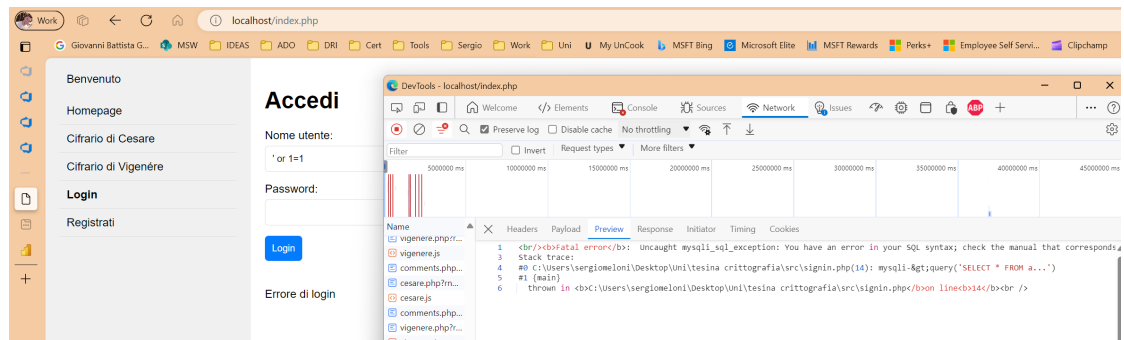 Work
localhost/index.php
Giovanni Battista G... MSW IDEAS ADO DRI Cert Tools Sergio Work Uni My UnCook MSFT Bing Microsoft Elite MSFT Rewards Perks+ Employee Self Servi... Clipchamp
Benvenuto
Homepage:
Cifrario di Cesare
Cifrario di Vigenére
Login
Registrati
Accedi
Nome utente:
' or 1=1
Password:
Login
Errore di login
DevTools - localhost/index.php
Welcome </> Elements Console Sources Network Issues ABP
Preserve log Disable cache No throttling
Filter Invert Request types More filters
5000000 ms 10000000 ms 15000000 ms 20000000 ms 25000000 ms 30000000 ms 35000000 ms 40000000 ms 45000000 ms
Name
vigenere.php?r...
vigenere.js
comments.php...
cesare.php?rn...
cesare.js
comments.php...
vigenere.php?r...
Headers Payload Preview Response Initiator Timing Cookies
1 <br/><b>Fatal error</b>: Uncaught mysqli_sql_exception: You have an error in your SQL syntax; check the manual that corresponds
3 Stack trace:
4 #0 C:\Users\sergiomeloni\Desktop\Uni\tesina crittografia\src\signin.php(14): mysqli-&gt;query('SELECT * FROM a...')
5 #1 {main}
6 thrown in <b>C:\Users\sergiomeloni\Desktop\Uni\tesina crittografia\src\signin.php</b>on line<b>14</b><br />